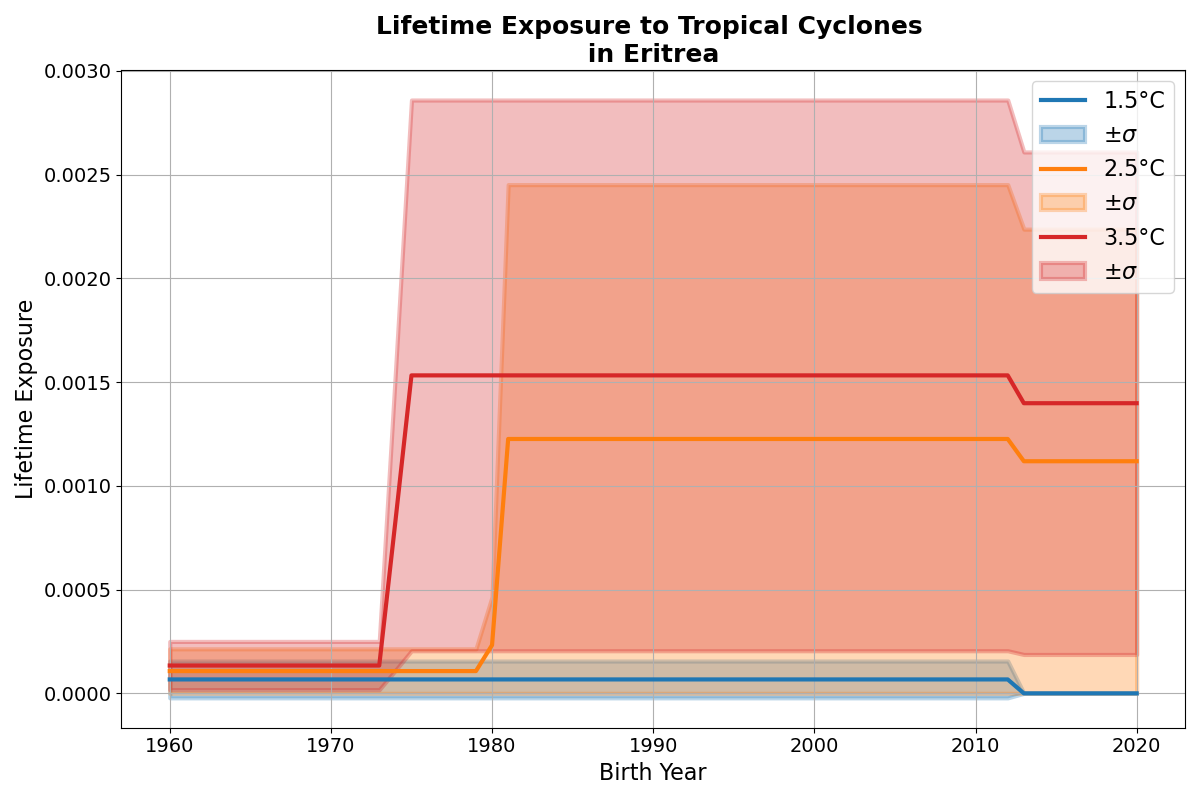 Lifetime Exposure to Tropical Cyclones
in Eritrea
0.0030
0.0025
0.0020
0.0015
0.0010
0.0005
0.0000
Lifetime Exposure
1.5°C
±σ
2.5°C
±σ
3.5°C
±σ
1960 1970 1980 1990 2000 2010 2020
Birth Year